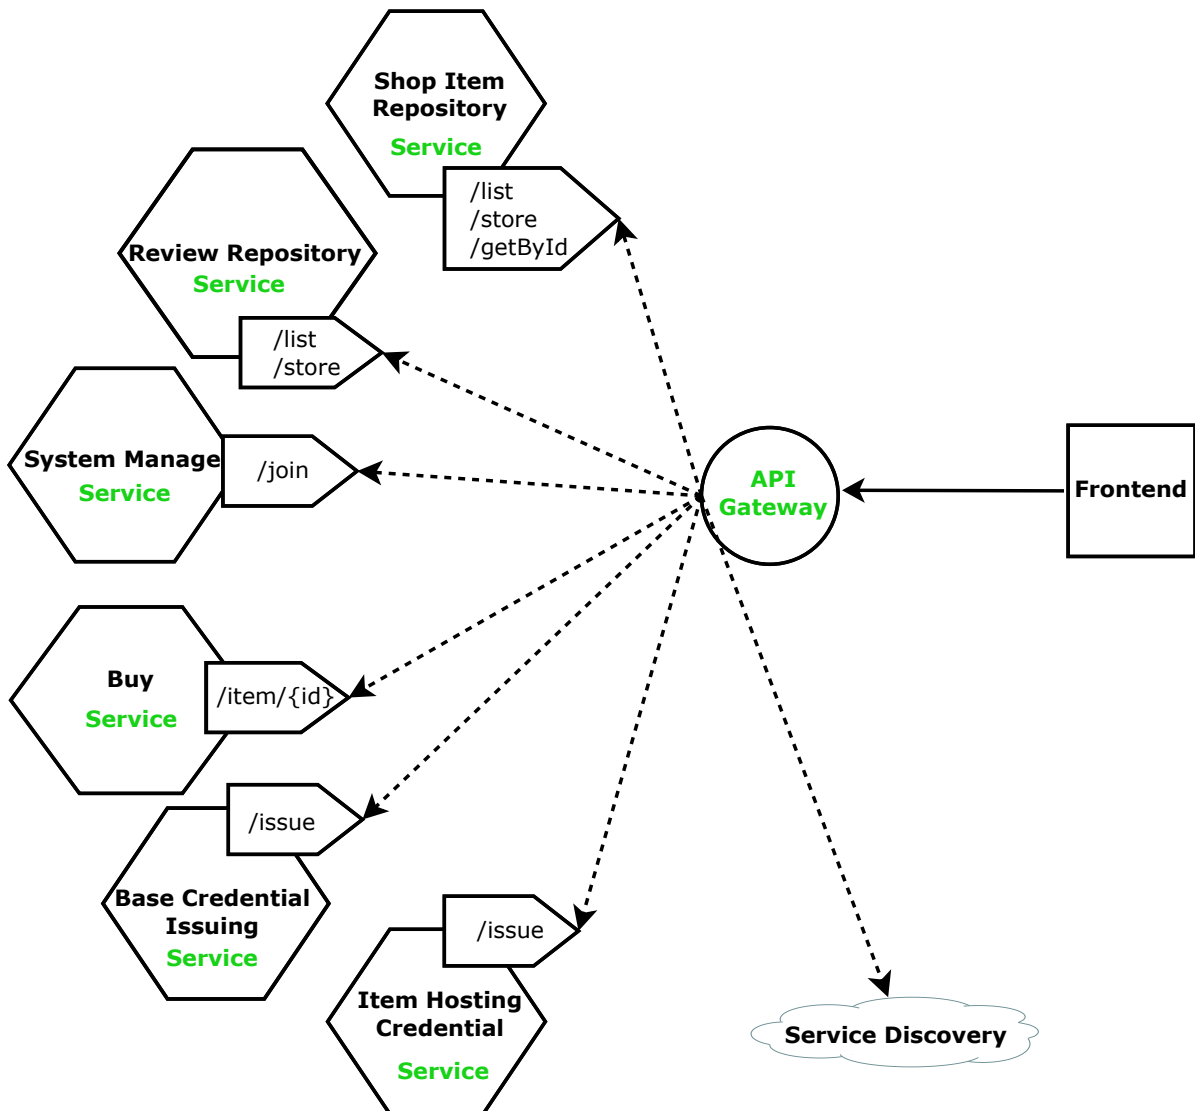 Shop Item
Repository
Service
/list
/store
/getById
Review Repository
Service
/list
/store
System Manage
Service
/join
API
Gateway
Frontend
Buy
Service
/item/{id}
/issue
Base Credential
Issuing
Service
/issue
Item Hosting
Credential
Service
Service Discovery